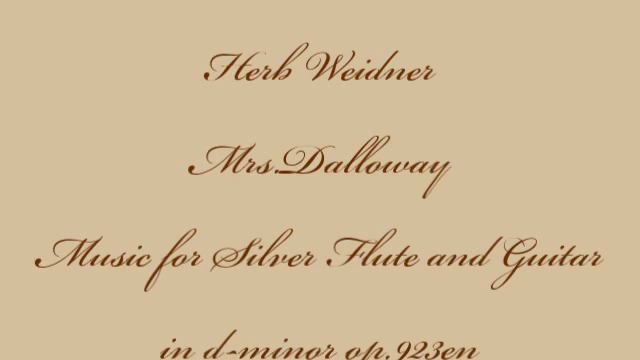 Herb Weidner
Mrs.Dalloway
Music for Silver Flute and Guitar
in d-minor op.923en